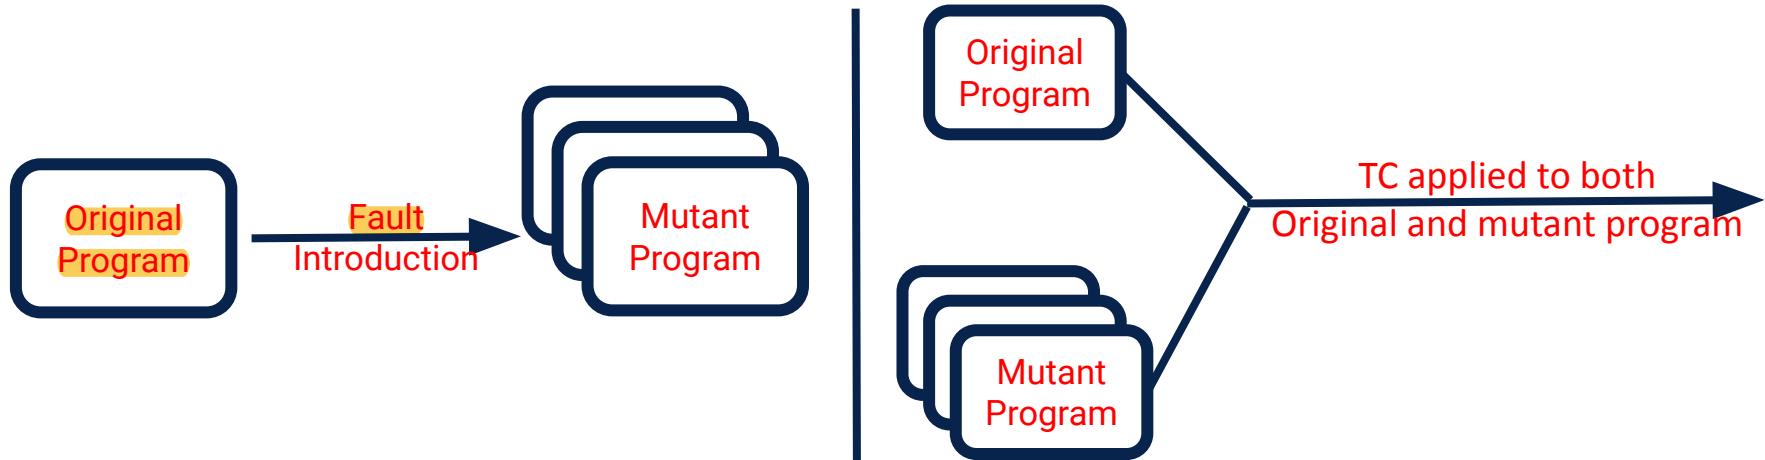 Original
Program
Fault
Introduction
Mutant
Program
Original
Program
Mutant
Program
TC applied to both
Original and mutant program